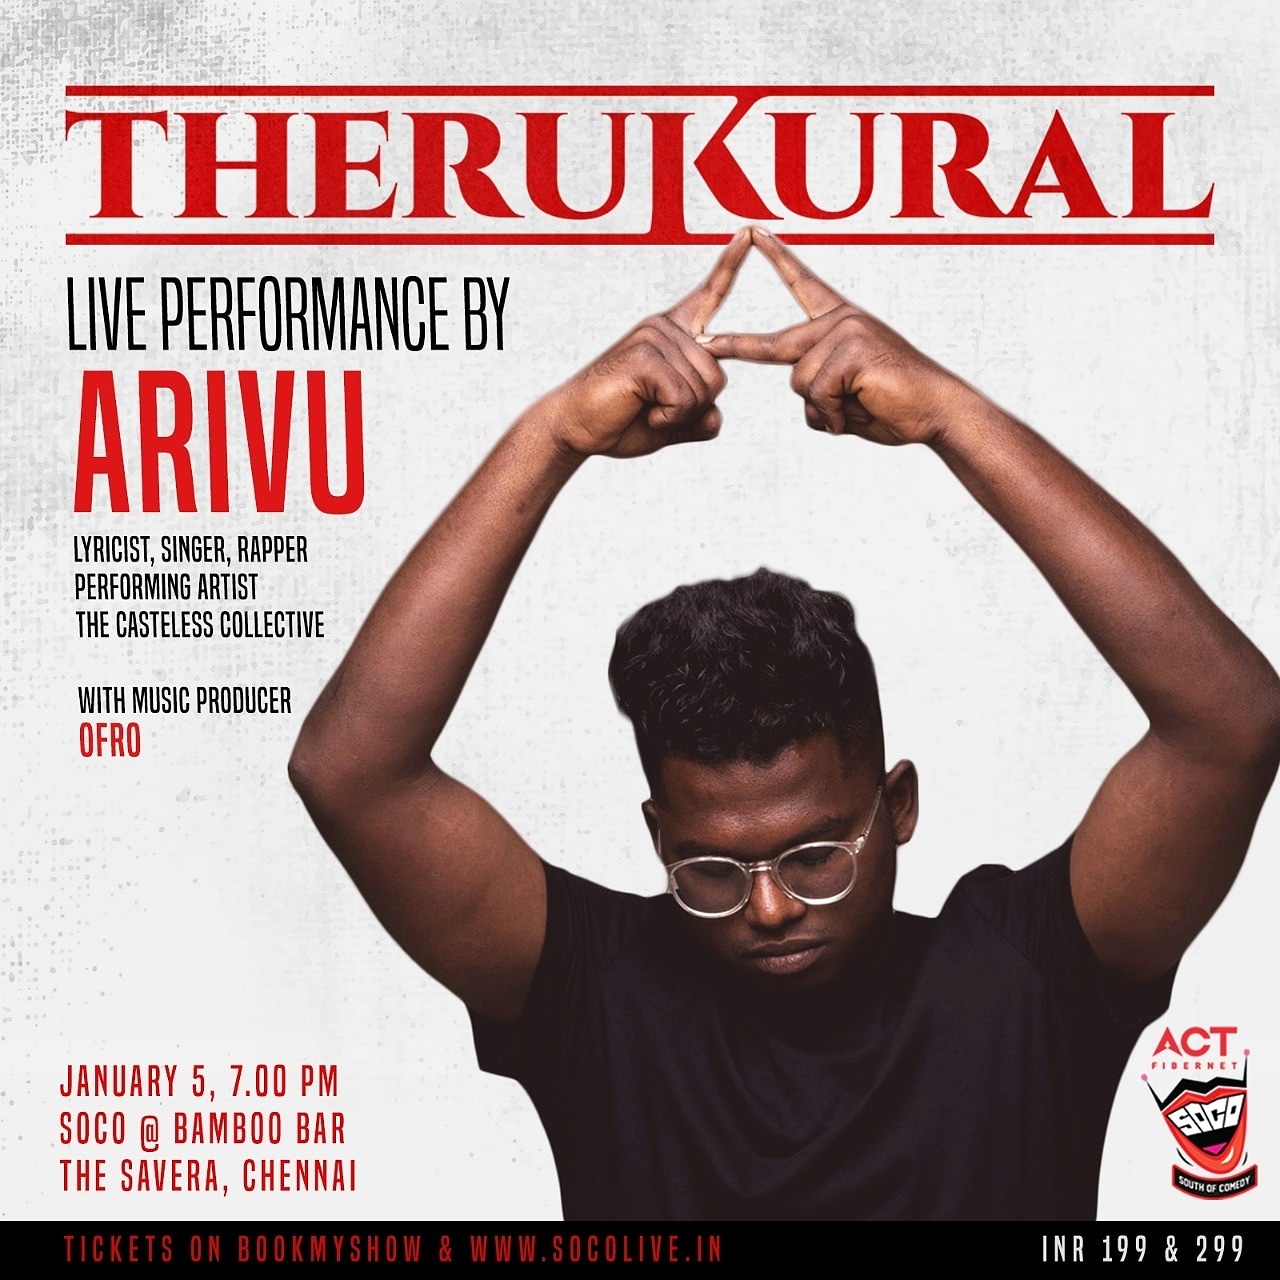 THERUKURAL
LIVE PERFORMANCE BY
ARIVU
LYRICIST, SINGER, RAPPER
PERFORMING ARTIST
THE CASTELESS COLLECTIVE
WITH MUSIC PRODUCER
OFRO
JANUARY 5, 7.00 PM
SOCO @ BAMBOO BAR
THE SAVERA, CHENNAI
ACT
FIBERNET
SOCO
SOUTH OF COMEDY
TICKETS ON BOOKMYSHOW & WWW.SOCOLIVE.IN
INR 199 & 299